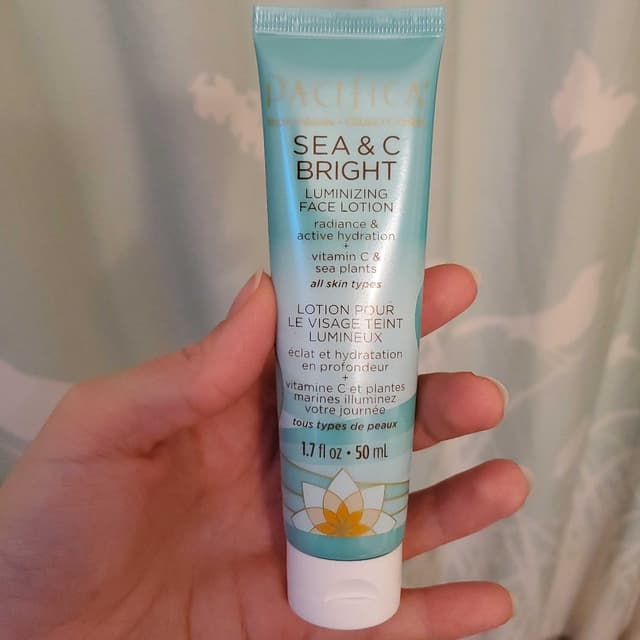 PACIFICA
SEA & C
BRIGHT
LUMINIZING
FACE LOTION
radiance &
active hydration
+
vitamin C &
sea plants
all skin types
LOTION POUR
LE VISAGE TEINT
LUMINEUX
éclat et hydratation
en profondeur
+
vitamine C et plantes
marines illuminez
votre journée
tous types de peaux
1.7 fl oz • 50 mL